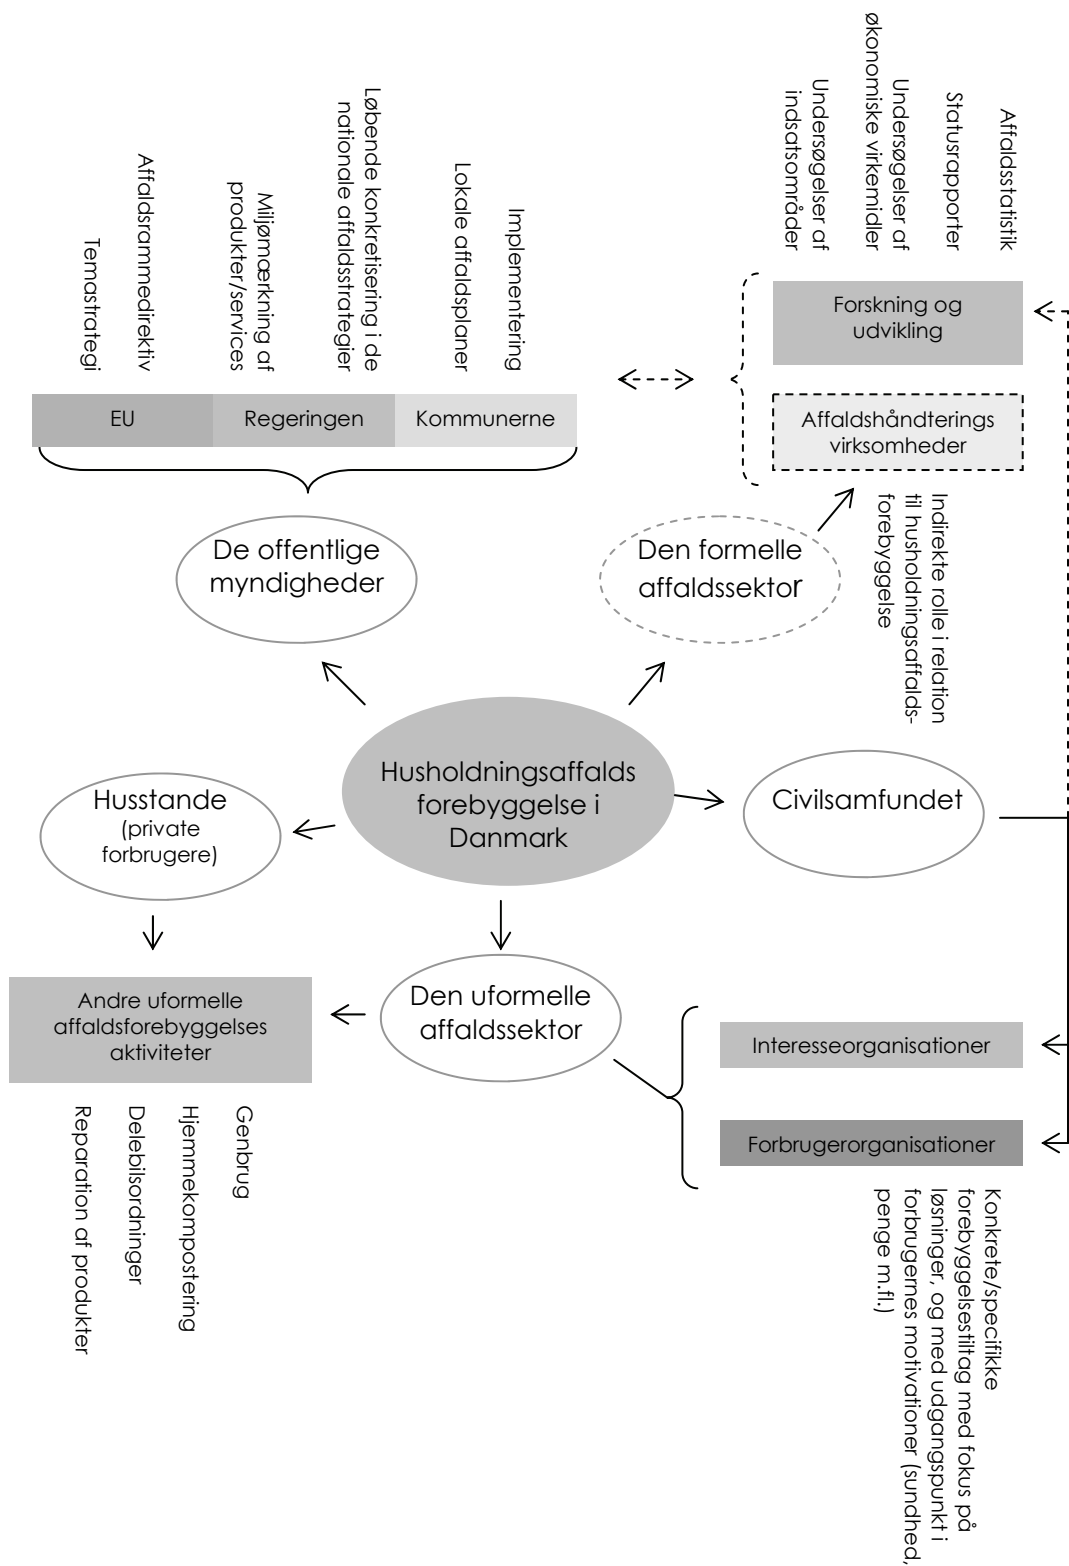 Temastrategi
Affaldsrammedirektiv
Miljømærkning af
produkter/services
Løbende konkretisering i de
nationale affaldsstrategier
Lokale affaldsplaner
Implementering
EU
Regeringen
Kommunerne
De offentlige
myndigheder
Undersøgelser af
indsatsområder
Undersøgelser af
økonomiske virkemidler
Statusrapporter
Affaldsstatistik
Forskning og
udvikling
Affaldshåndterings
virksomheder
Den formelle
affaldssektor
Indirekte rolle i relation
til husholdningsaffalds-
forebyggelse
Husholdningsaffalds
forebyggelse i
Danmark
Civilsamfundet
Husstande
(private
forbrugere)
Andre uformelle
affaldsforebyggelses
aktiviteter
Den uformelle
affaldssektor
Interesseorganisationer
Forbrugerorganisationer
Genbrug
Hjemmekompostering
Delebilsordninger
Reparation af produkter
Konkrete/specifikke
forebyggelsestiltag med fokus på
løsninger, og med udgangspunkt i
forbrugernes motivationer (sundhed,
penge m.fl.)